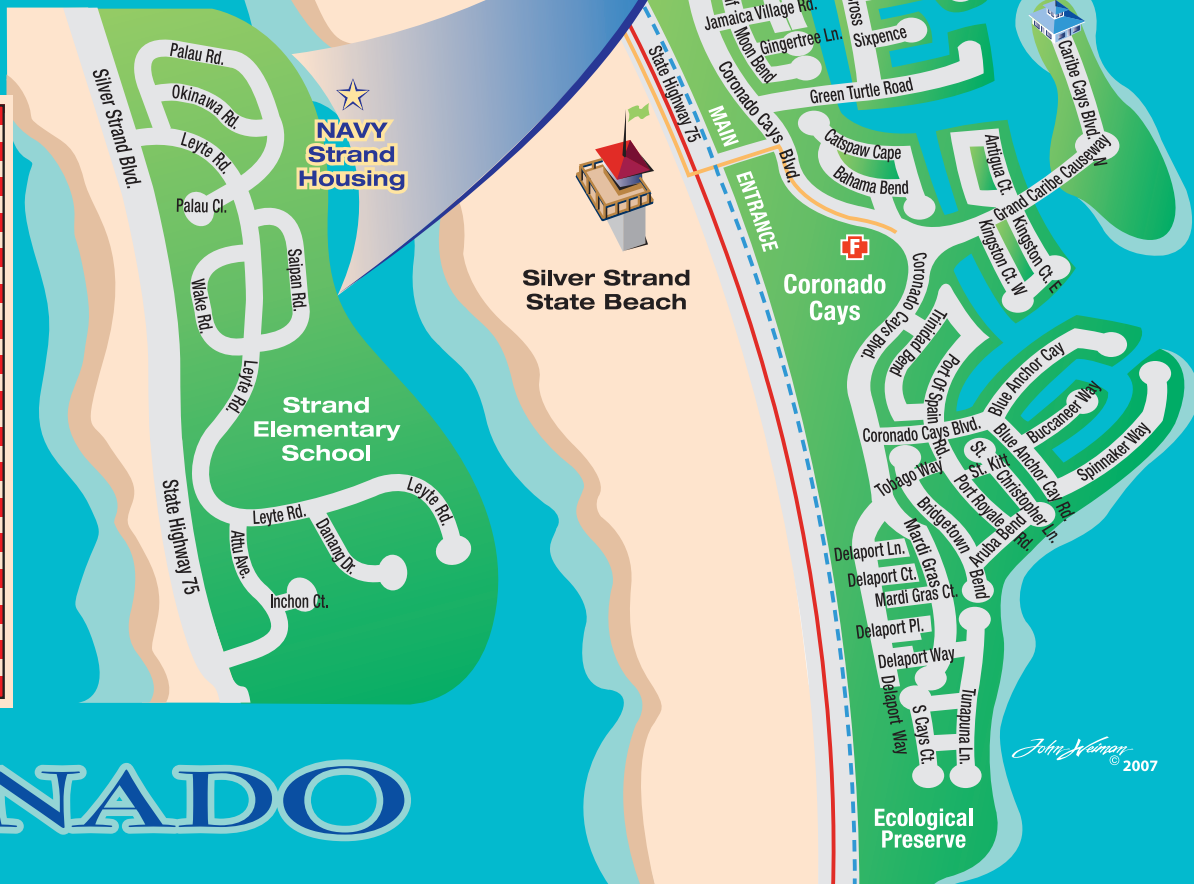 Palau Rd.
Okinawa Rd.
Leyte Rd.
Palau Cl.
Silver Strand Blvd.
NAVY
Strand
Housing
Saipan Rd.
Wake Rd.
Leyte Rd.
Strand
Elementary
School
State Highway 75
Leyte Rd.
Leyte Rd.
Danang Dr.
Attu Ave.
Inchon Ct.
NADO
Silver Strand
State Beach
State Highway 75
MAIN
ENTRANCE
Jamaica Village Rd.
Moon Bend
Gingertree Ln.
Sixpence
Green Turtle Road
Coronado Cays Blvd.
Catspaw Cape
Bahama Bend
Antigua Ct.
Caribe Cays Blvd. N
Grand Caribe Causeway
Kingston Ct. W
Kingston Ct. E
F
Coronado
Cays
Coronado Cays Blvd.
Trinidad Bend
Port Of Spain Rd.
Blue Anchor Cay
Buccaneer Way
Spinnaker Way
Coronado Cays Blvd.
Blue Anchor Cay Rd.
St. Kitt
St. Christopher Ln.
Port Royale Rd.
Tobago Way
Bridgetown Bend
Aruba Bend
Mardi Gras
Delaport Ln.
Delaport Ct.
Mardi Gras Ct.
Delaport Pl.
Delaport Way
Delaport Way
S Cays Ct.
Tunapuna Ln.
John Weiman
© 2007
Ecological
Preserve